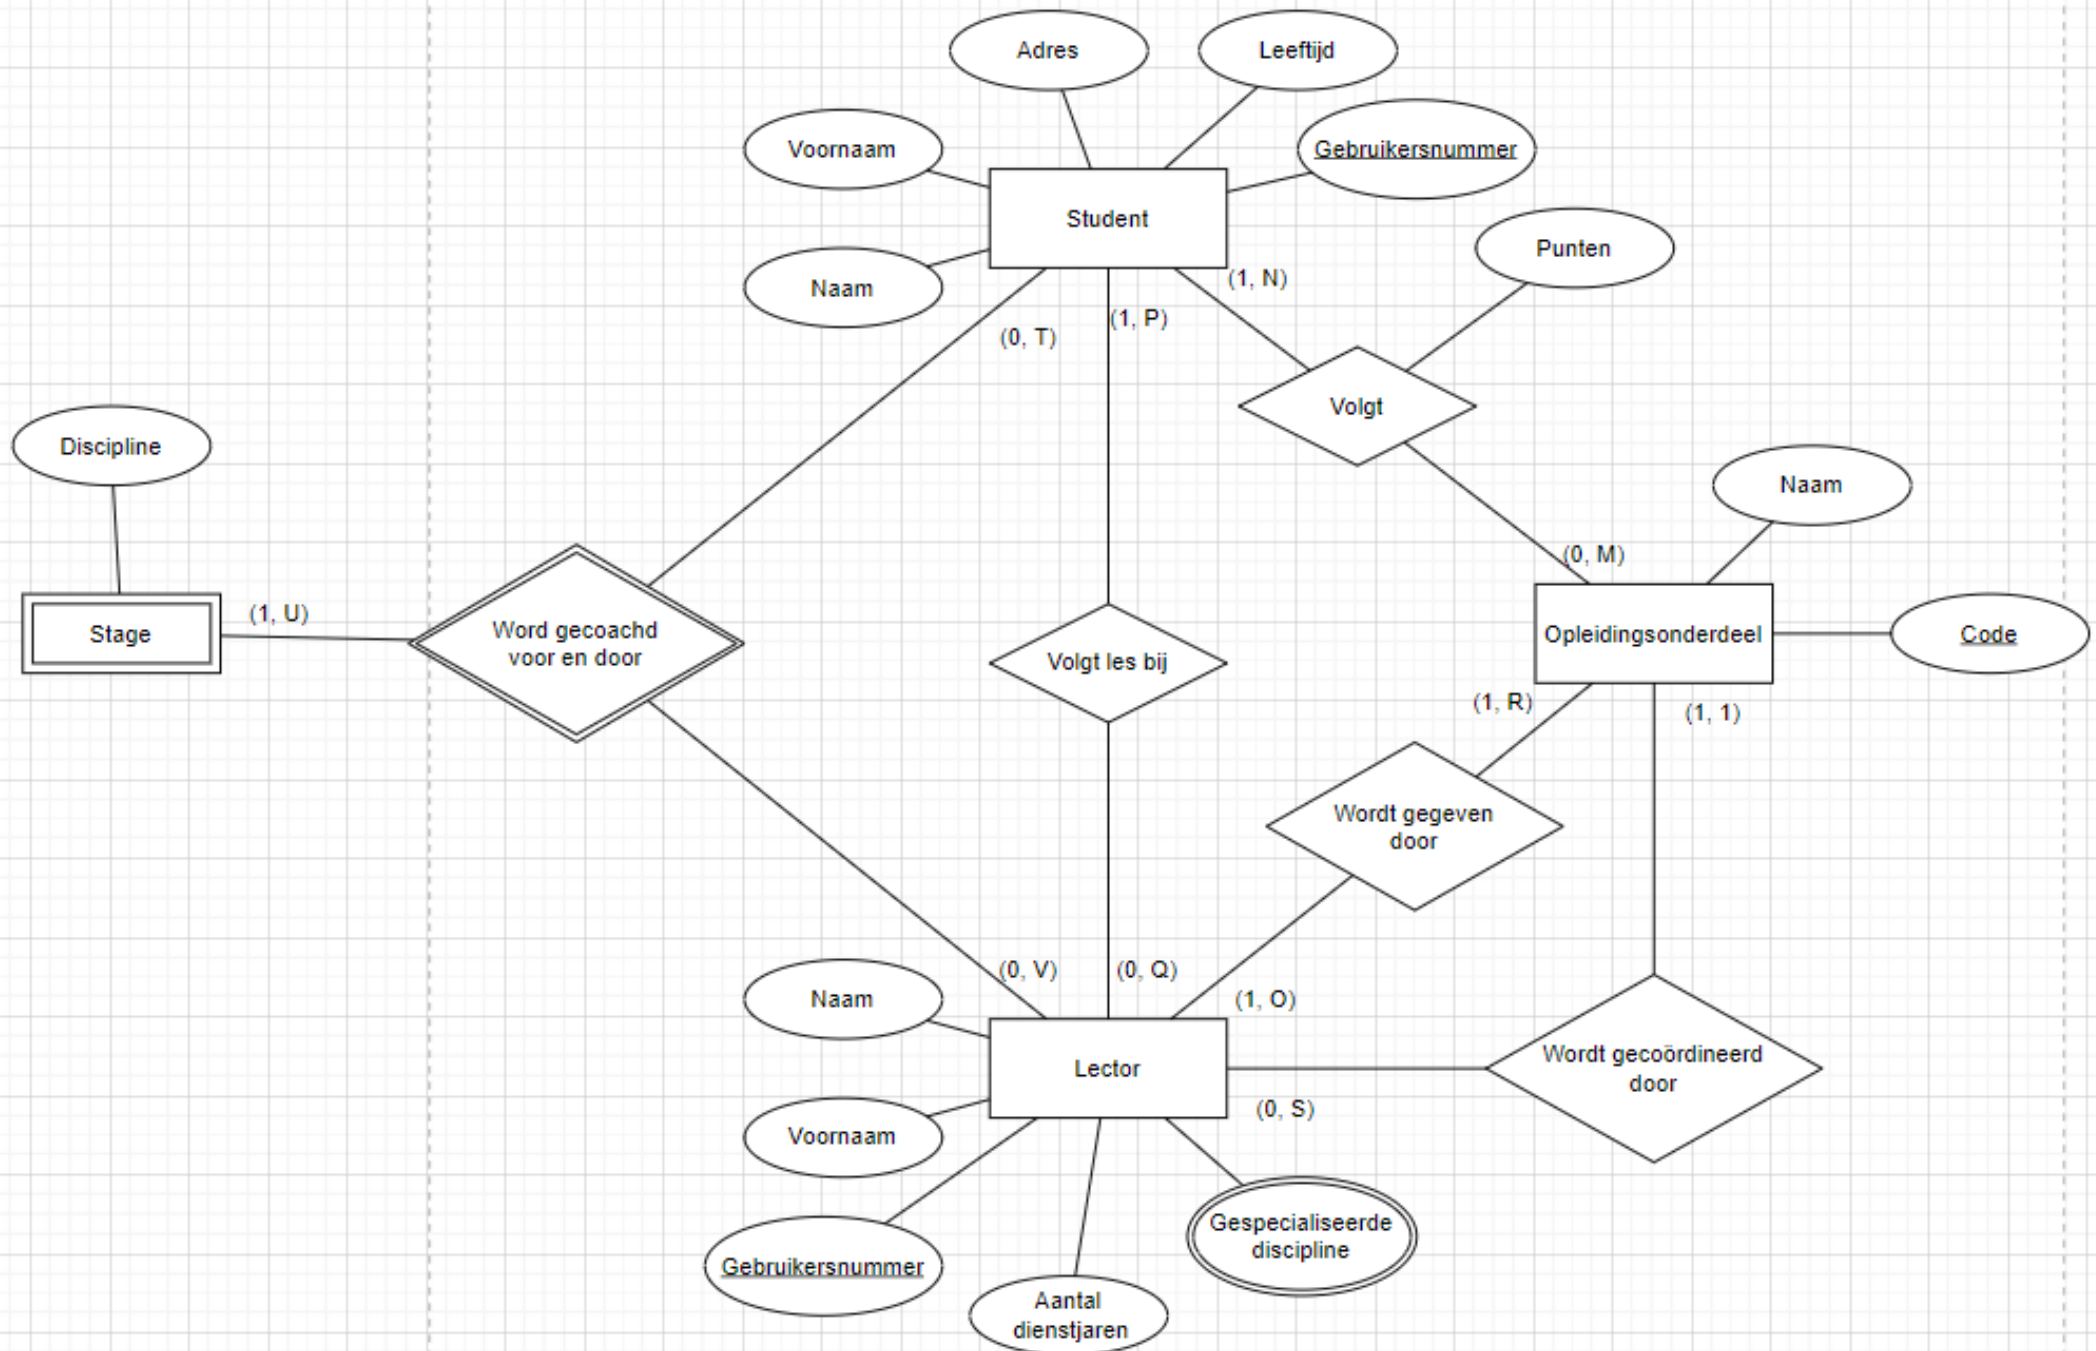 Adres
Leeftijd
Voornaam
Gebruikersnummer
Student
Naam
Punten
(1, N)
(1, P)
(0, T)
Volgt
Discipline
Naam
(0, M)
Stage
(1, U)
Word gecoachd
voor en door
Volgt les bij
Opleidingsonderdeel
Code
(1, R)
(1, 1)
Wordt gegeven
door
(0, V)
(0, Q)
(1, O)
Naam
Lector
Wordt gecoördineerd
door
(0, S)
Voornaam
Gespecialiseerde
discipline
Gebruikersnummer
Aantal
dienstjaren